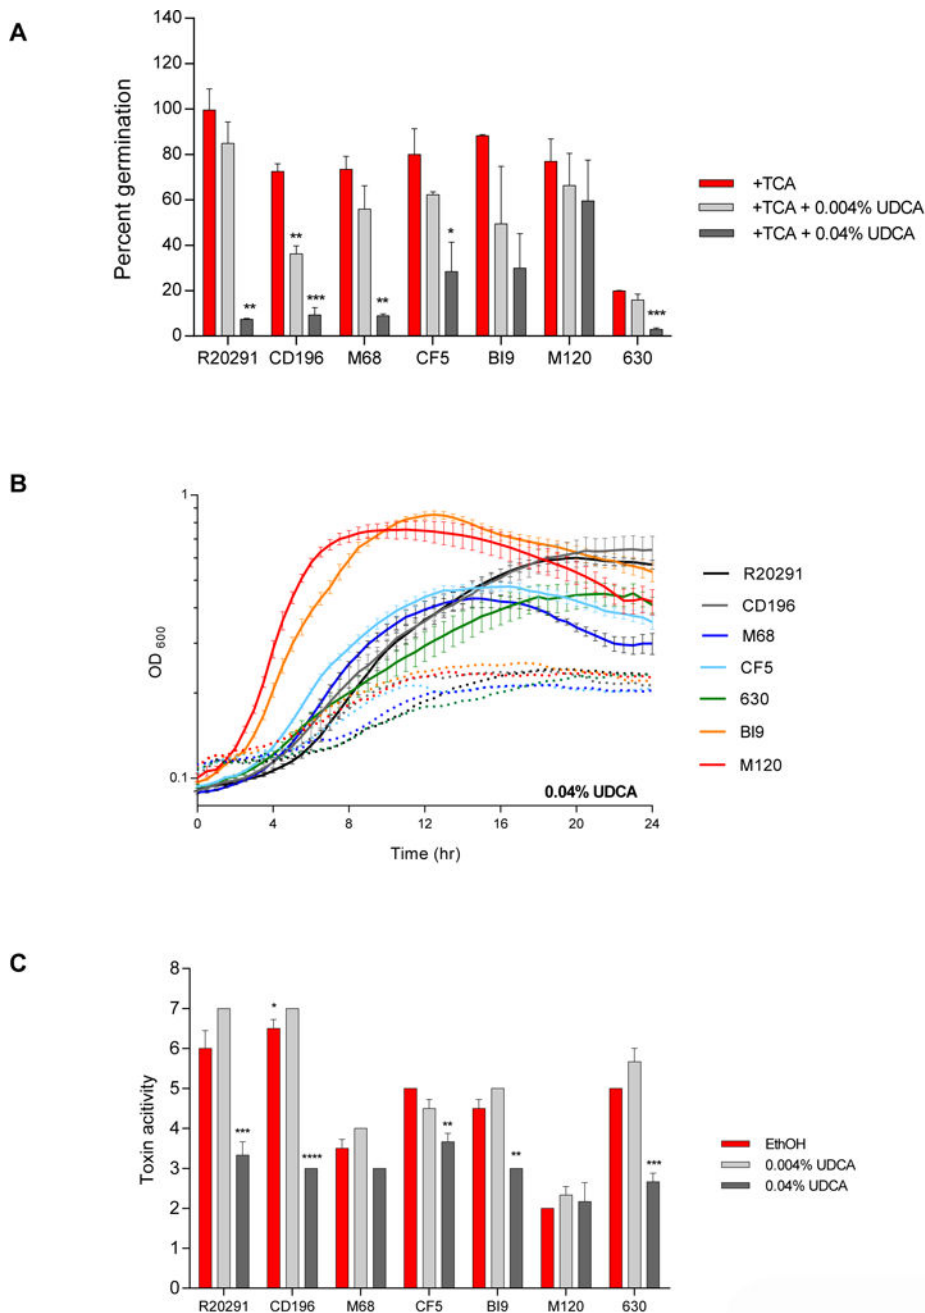 A
140
120
100
80
60
40
20
0
Percent germination
**
**
***
**
*
***
R20291 CD196 M68 CF5 BI9 M120 630
+TCA
+TCA + 0.004% UDCA
+TCA + 0.04% UDCA
B
1
0.1
OD 600
0.04% UDCA
0 4 8 12 16 20 24
Time (hr)
R20291
CD196
M68
CF5
630
BI9
M120
C
8
7
6
5
4
3
2
1
0
Toxin acitivity
***
*
****
**
**
***
R20291 CD196 M68 CF5 BI9 M120 630
EthOH
0.004% UDCA
0.04% UDCA